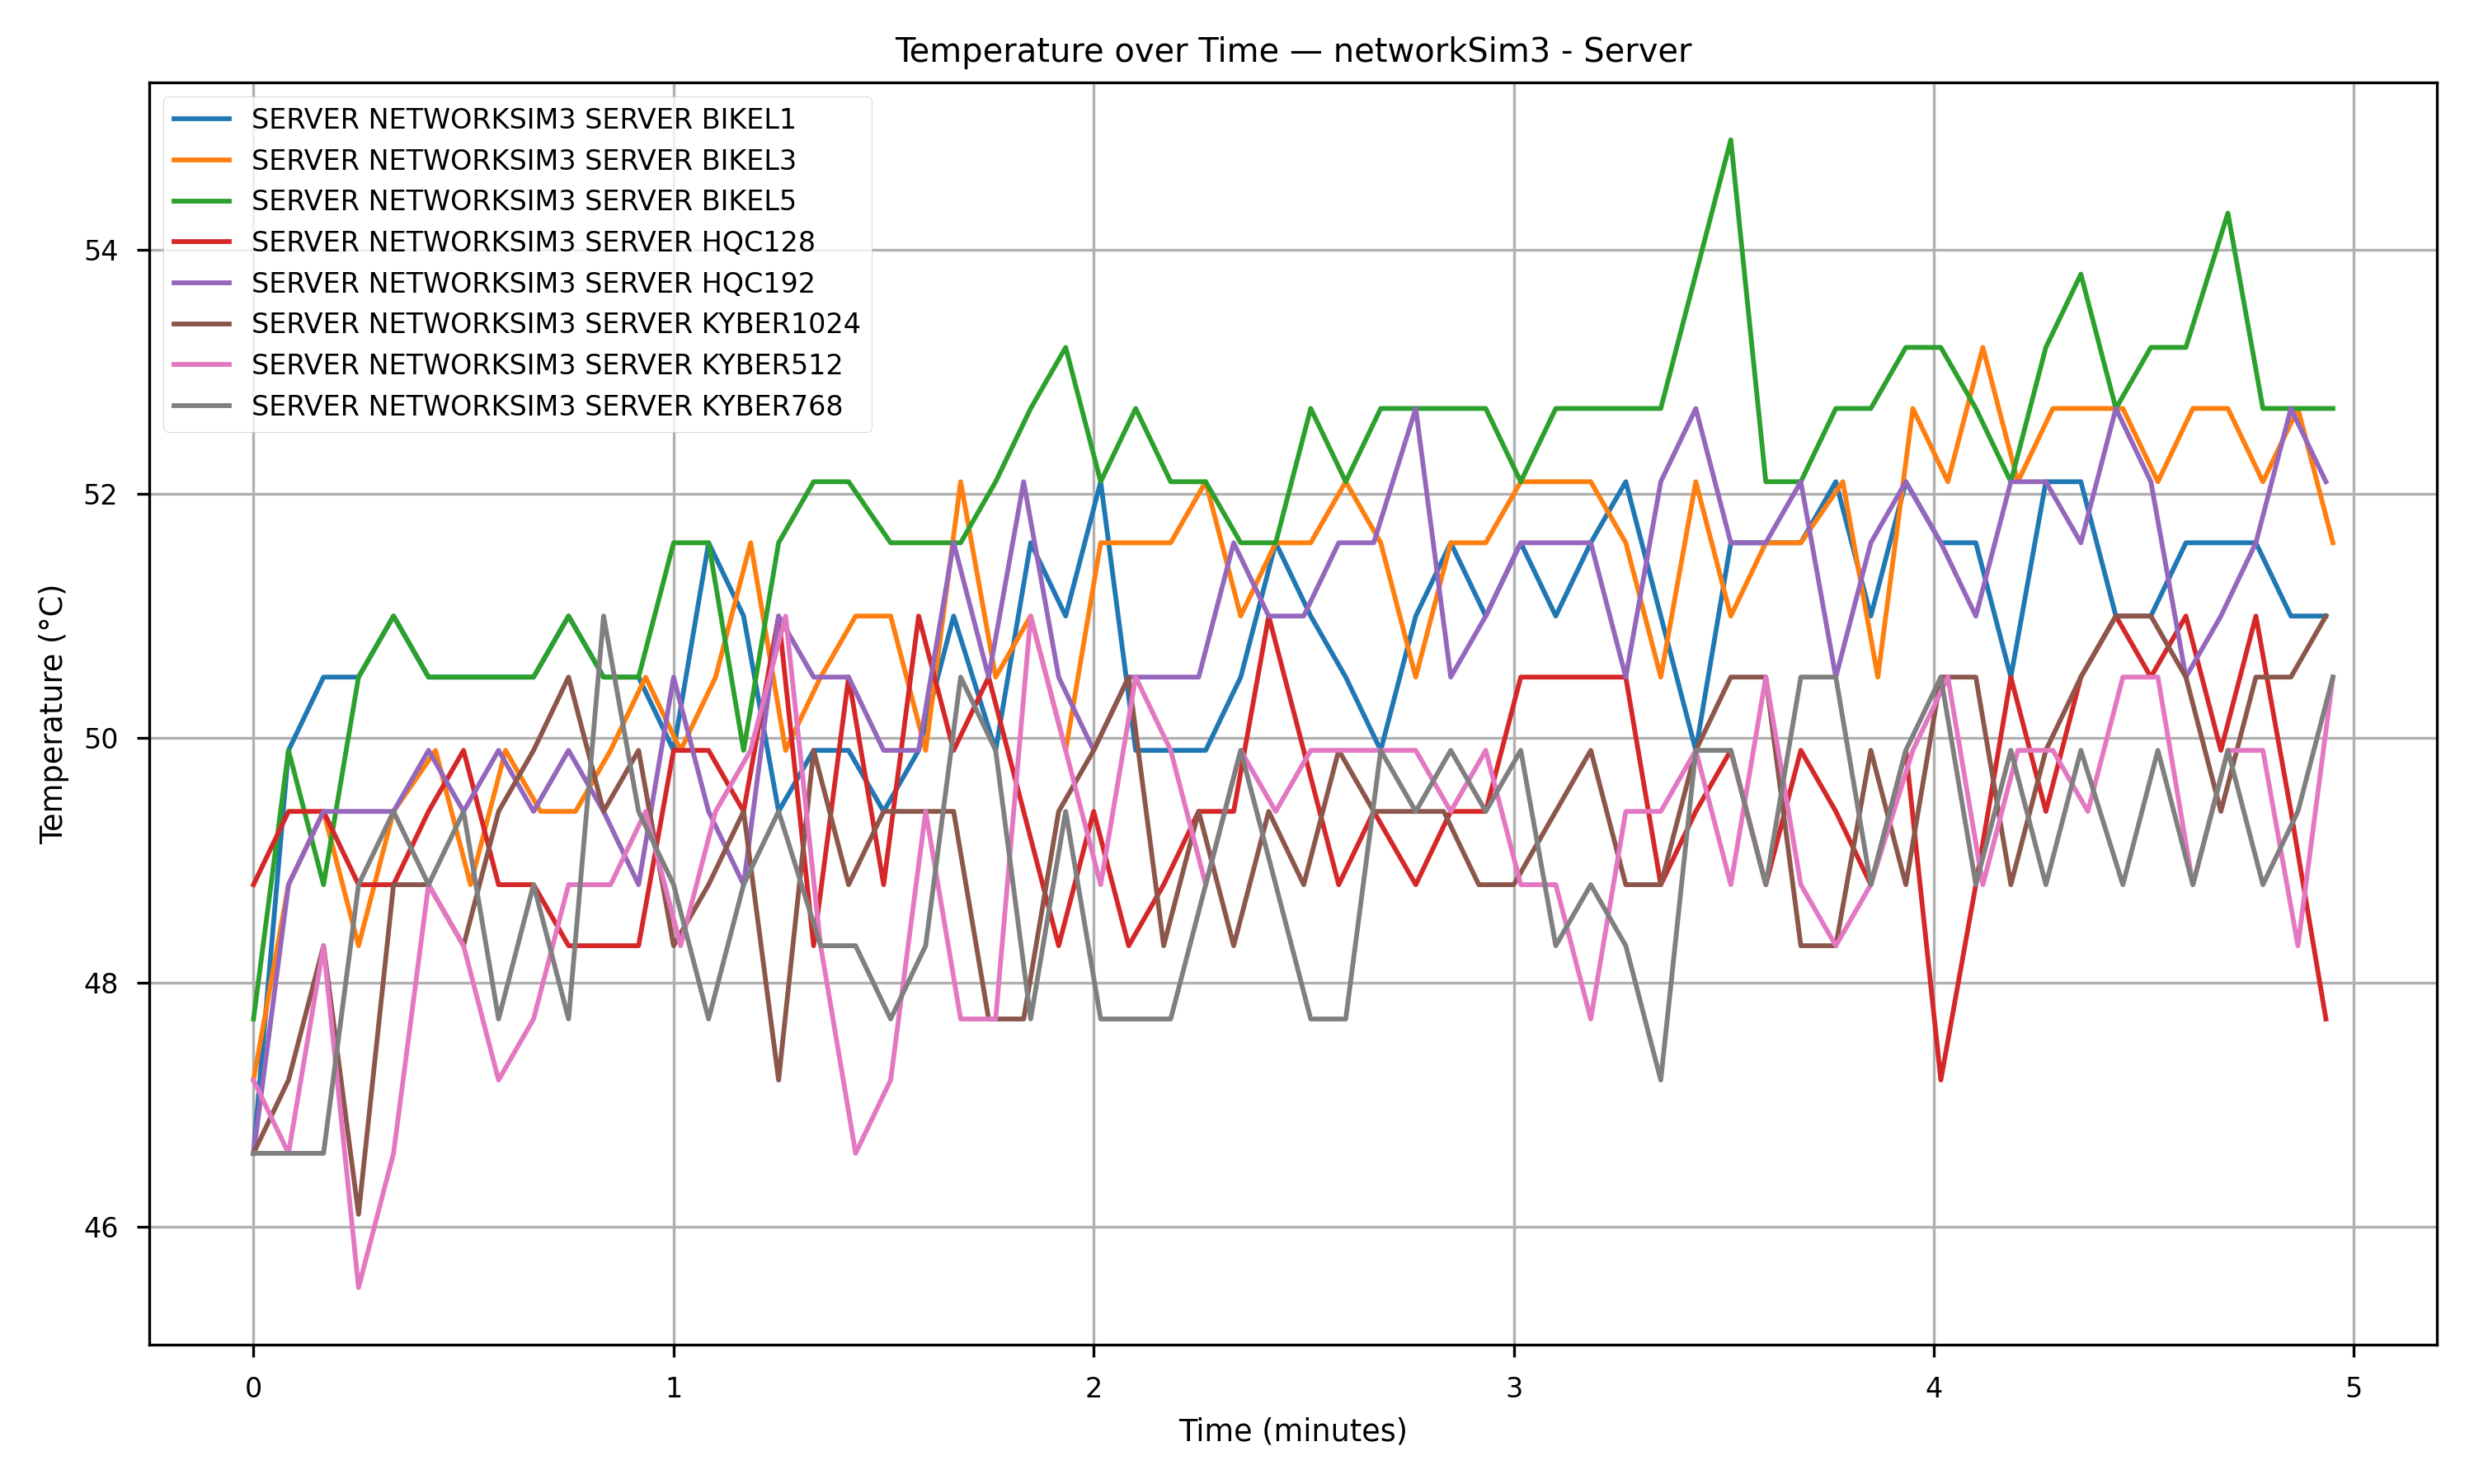 Temperature over Time — networkSim3 - Server
SERVER NETWORKSIM3 SERVER BIKEL1
SERVER NETWORKSIM3 SERVER BIKEL3
SERVER NETWORKSIM3 SERVER BIKEL5
SERVER NETWORKSIM3 SERVER HQC128
SERVER NETWORKSIM3 SERVER HQC192
SERVER NETWORKSIM3 SERVER KYBER1024
SERVER NETWORKSIM3 SERVER KYBER512
SERVER NETWORKSIM3 SERVER KYBER768
Temperature (°C)
54
52
50
48
46
0 1 2 3 4 5
Time (minutes)